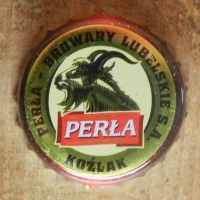 PERŁA - BROWARY LUBELSKIE S.A.
PERŁA
KOŹLAK